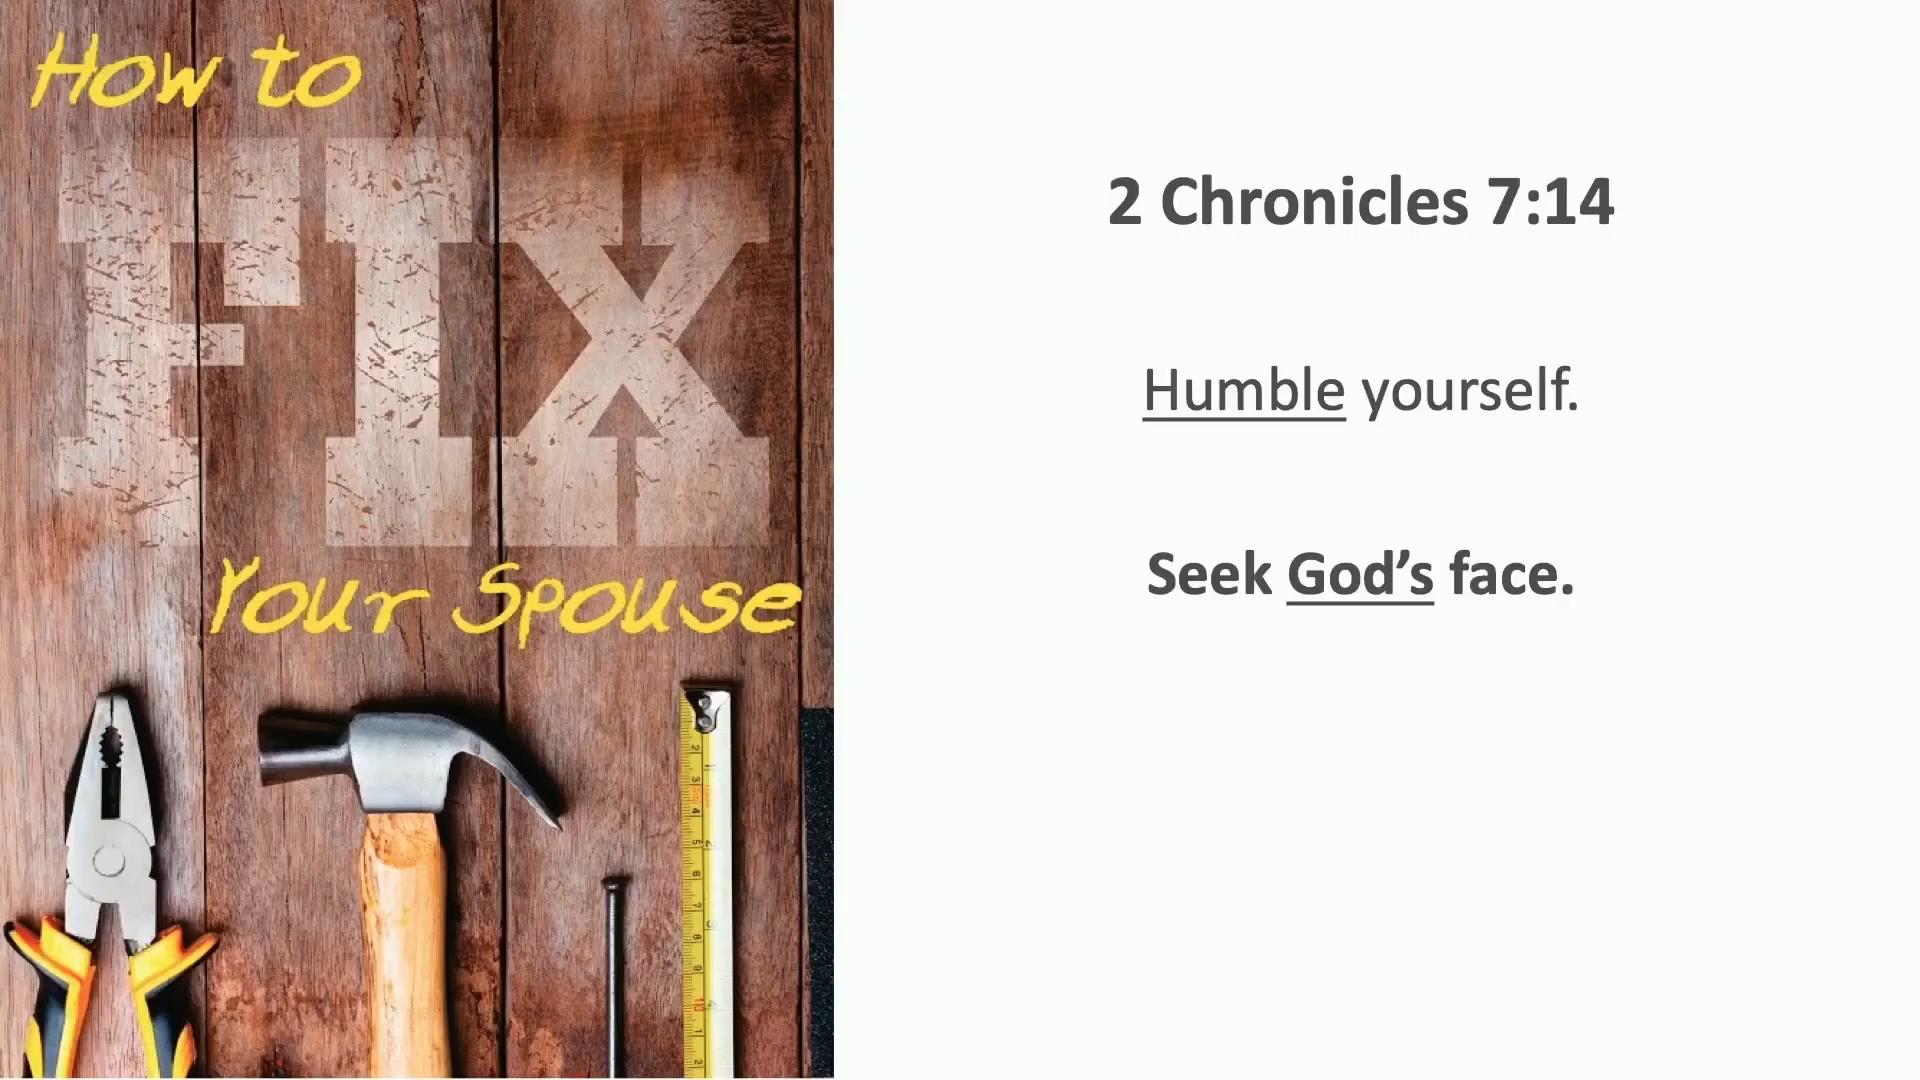 How to
FIX
Your Spouse
2 Chronicles 7:14
Humble yourself.
Seek God’s face.